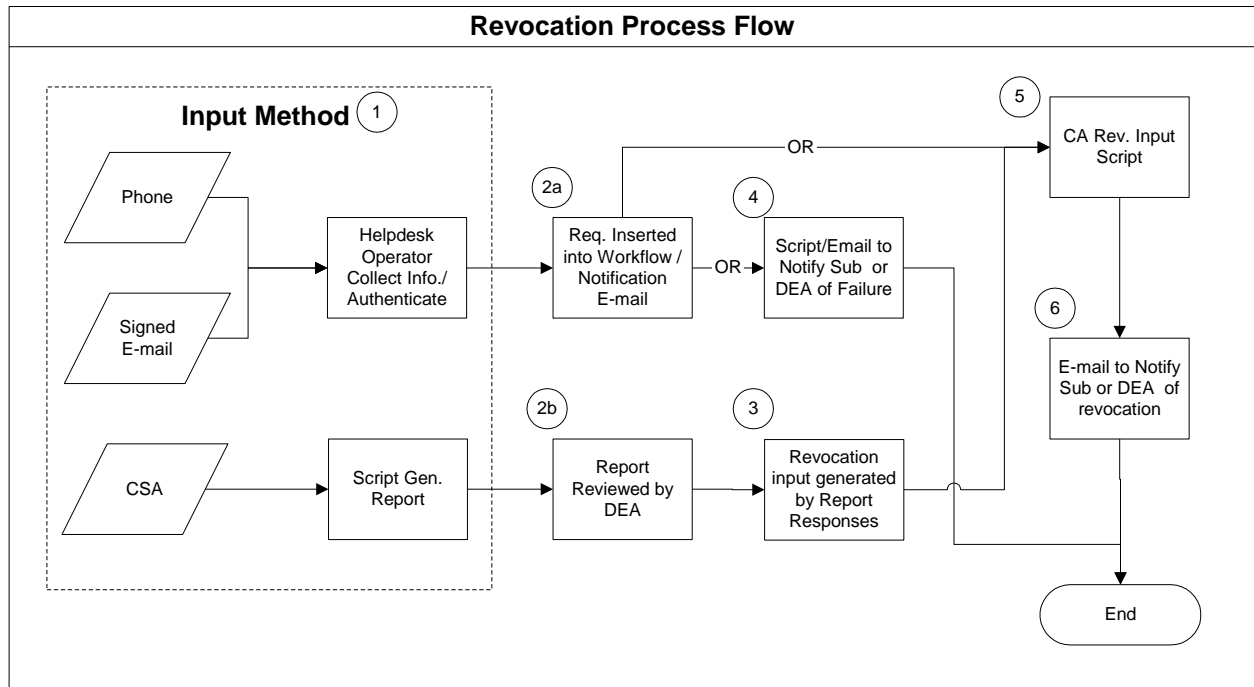 Revocation Process Flow
Input Method
1
Phone
Signed
E-mail
Helpdesk
Operator
Collect Info./
Authenticate
CSA
Script Gen.
Report
2a
Req. Inserted
into Workflow /
Notification
E-mail
OR
OR
4
Script/Email to
Notify Sub or
DEA of Failure
2b
Report
Reviewed by
DEA
3
Revocation
input generated
by Report
Responses
5
CA Rev. Input
Script
6
E-mail to Notify
Sub or DEA of
revocation
End